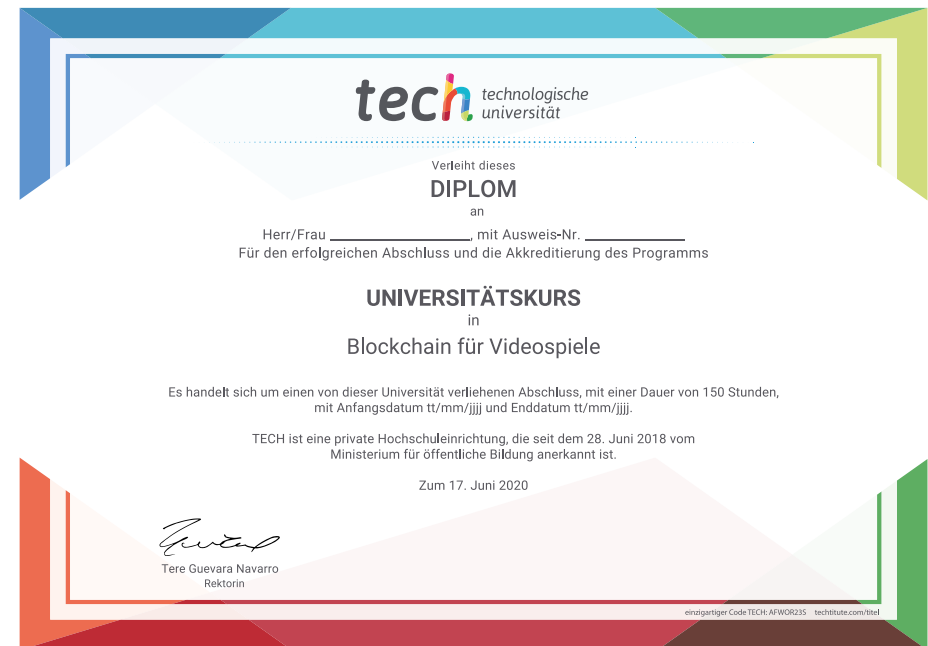 tech technologische
universität
Verleiht dieses
DIPLOM
an
Herr/Frau ____________________, mit Ausweis-Nr. ______________
Für den erfolgreichen Abschluss und die Akkreditierung des Programms
UNIVERSITÄTSKURS
in
Blockchain für Videospiele
Es handelt sich um einen von dieser Universität verliehenen Abschluss, mit einer Dauer von 150 Stunden,
mit Anfangsdatum tt/mm/jjjj und Enddatum tt/mm/jjjj.
TECH ist eine private Hochschuleinrichtung, die seit dem 28. Juni 2018 vom
Ministerium für öffentliche Bildung anerkannt ist.
Zum 17. Juni 2020
Tere Guevara Navarro
Rektorin
einzigartiger Code TECH: AFWOR23S techtitute.com/titel